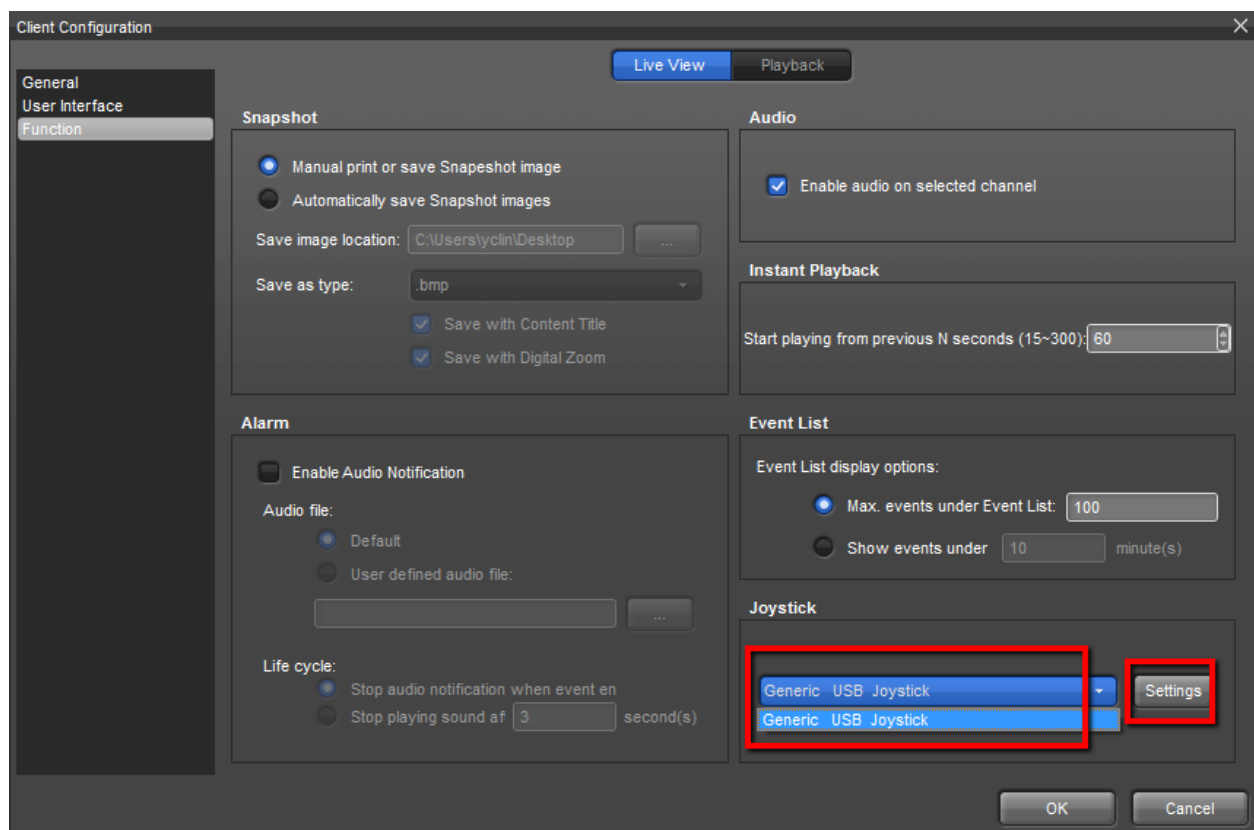 Client Configuration
Live View Playback
General
User Interface
Function
Snapshot
Manual print or save Snapeshot image
Automatically save Snapshot images
Save image location: C:\Users\yclin\Desktop ...
Save as type: .bmp
Save with Content Title
Save with Digital Zoom
Audio
Enable audio on selected channel
Instant Playback
Start playing from previous N seconds (15~300): 60
Alarm
Enable Audio Notification
Audio file:
Default
User defined audio file:
...
Life cycle:
Stop audio notification when event en
Stop playing sound af 3 second(s)
Event List
Event List display options:
Max. events under Event List: 100
Show events under 10 minute(s)
Joystick
Generic USB Joystick Settings
Generic USB Joystick
OK Cancel